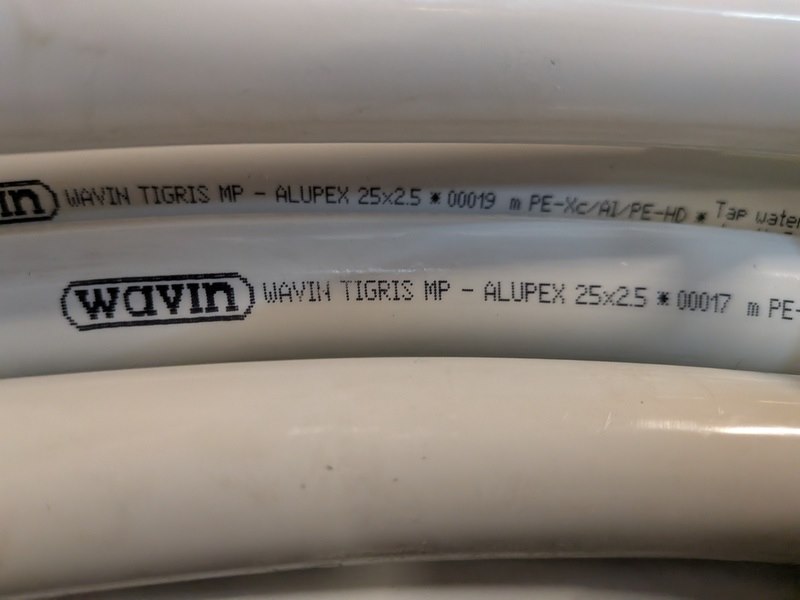 in WAVIN TIGRIS MP - ALUPEX 25x2.5 * 00019 m PE-Xc/Al/PE-HD * Tap water
wavin WAVIN TIGRIS MP - ALUPEX 25x2.5 * 00017 m PE-